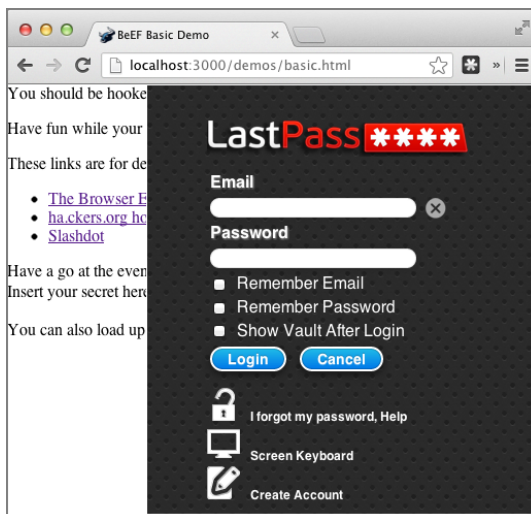 BeEF Basic Demo
localhost:3000/demos/basic.html
You should be hooke
Have fun while your
These links are for de
The Browser E
ha.ckers.org ho
Slashdot
Have a go at the even
Insert your secret here
You can also load up
LastPass ****
Email
Password
Remember Email
Remember Password
Show Vault After Login
Login Cancel
I forgot my password, Help
Screen Keyboard
Create Account